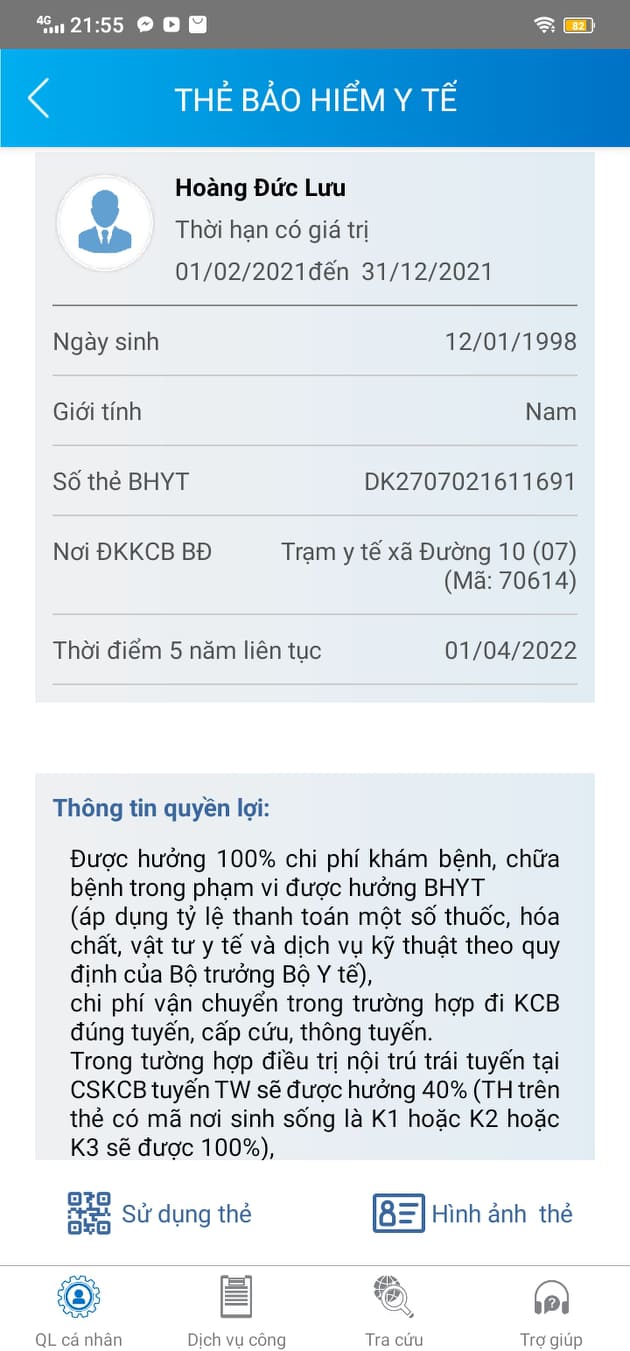 4G 21:55 82
THẺ BẢO HIỂM Y TẾ
Hoàng Đức Lưu
Thời hạn có giá trị
01/02/2021đến 31/12/2021
Ngày sinh 12/01/1998
Giới tính Nam
Số thẻ BHYT DK2707021611691
Nơi ĐKKCB BĐ Trạm y tế xã Đường 10 (07)
(Mã: 70614)
Thời điểm 5 năm liên tục 01/04/2022
Thông tin quyền lợi:
Được hưởng 100% chi phí khám bệnh, chữa
bệnh trong phạm vi được hưởng BHYT
(áp dụng tỷ lệ thanh toán một số thuốc, hóa
chất, vật tư y tế và dịch vụ kỹ thuật theo quy
định của Bộ trưởng Bộ Y tế),
chi phí vận chuyển trong trường hợp đi KCB
đúng tuyến, cấp cứu, thông tuyến.
Trong tường hợp điều trị nội trú trái tuyến tại
CSKCB tuyến TW sẽ được hưởng 40% (TH trên
thẻ có mã nơi sinh sống là K1 hoặc K2 hoặc
K3 sẽ được 100%),
Sử dụng thẻ Hình ảnh thẻ
QL cá nhân Dịch vụ công Tra cứu Trợ giúp